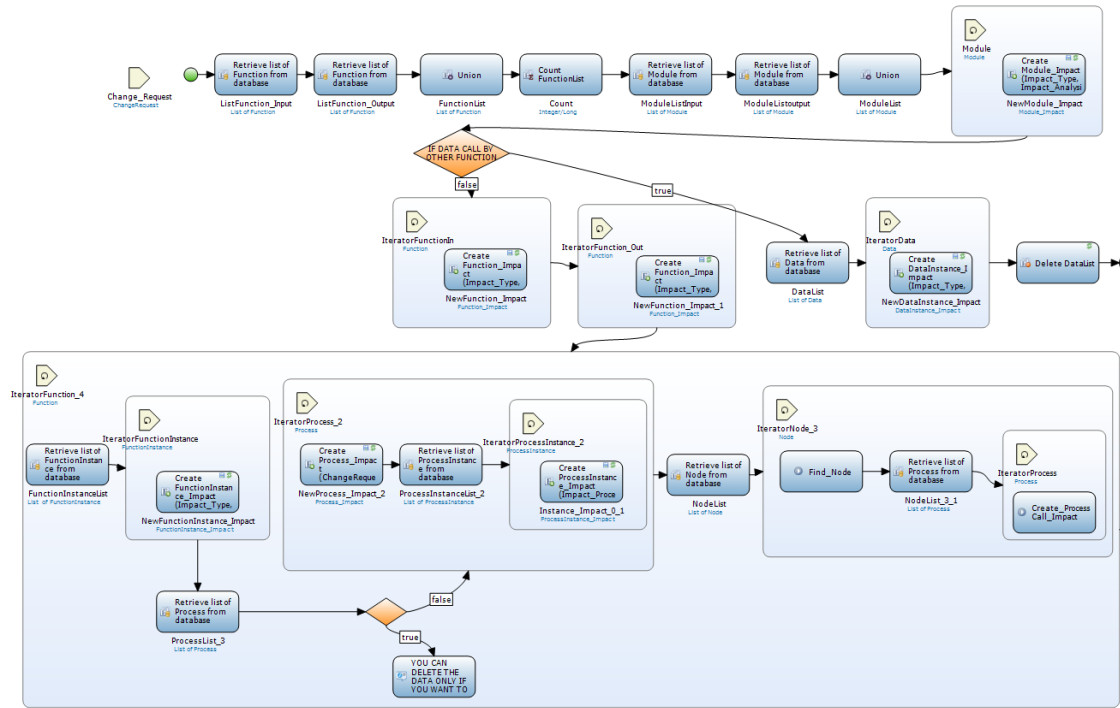 Change_Request
ChangeRequest
Retrieve list of
Function from
database
ListFunction_Input
List of Function
Retrieve list of
Function from
database
ListFunction_Output
List of Function
Union
FunctionList
List of Function
Count
FunctionList
Count
Integer/Long
Retrieve list of
Module from
database
ModuleListInput
List of Module
Retrieve list of
Module from
database
ModuleListoutput
List of Module
Union
ModuleList
List of Module
Module
Module
Create
Module_Impact
(Impact_Type,
Impact_Analysi
NewModule_Impact
Module_Impact
IF DATA CALL BY
OTHER FUNCTION
false
true
IteratorFunctionIn
Function
Create
Function_Impa
ct
(Impact_Type,
NewFunction_Impact
Function_Impact
IteratorFunction_Out
Function
Create
Function_Impa
ct
(Impact_Type,
NewFunction_Impact_1
Function_Impact
Retrieve list of
Data from
database
DataList
List of Data
IteratorData
Data
Create
DataInstance_I
mpact
(Impact_Type,
NewDataInstance_Impact
DataInstance_Impact
Delete DataList
IteratorFunction_4
Function
Retrieve list of
FunctionInstan
ce from
database
FunctionInstanceList
List of FunctionInstance
IteratorFunctionInstance
FunctionInstance
Create
FunctionInstan
ce_Impact
(Impact_Type,
NewFunctionInstance_Impact
FunctionInstance_Impact
IteratorProcess_2
Process
Create
Process_Impac
t
(ChangeReque
NewProcess_Impact_2
Process_Impact
Retrieve list of
ProcessInstanc
e from
database
ProcessInstanceList_2
List of ProcessInstance
IteratorProcessInstance_2
ProcessInstance
Create
ProcessInstanc
e_Impact
(Impact_Proce
Instance_Impact_0_1
ProcessInstance_Impact
Retrieve list of
Node from
database
NodeList
List of Node
IteratorNode_3
Node
Find_Node
Retrieve list of
Process from
database
NodeList_3_1
List of Process
IteratorProcess
Process
Create_Process
Call_Impact
Retrieve list of
Process from
database
ProcessList_3
List of Process
false
true
YOU CAN
DELETE THE
DATA ONLY IF
YOU WANT TO